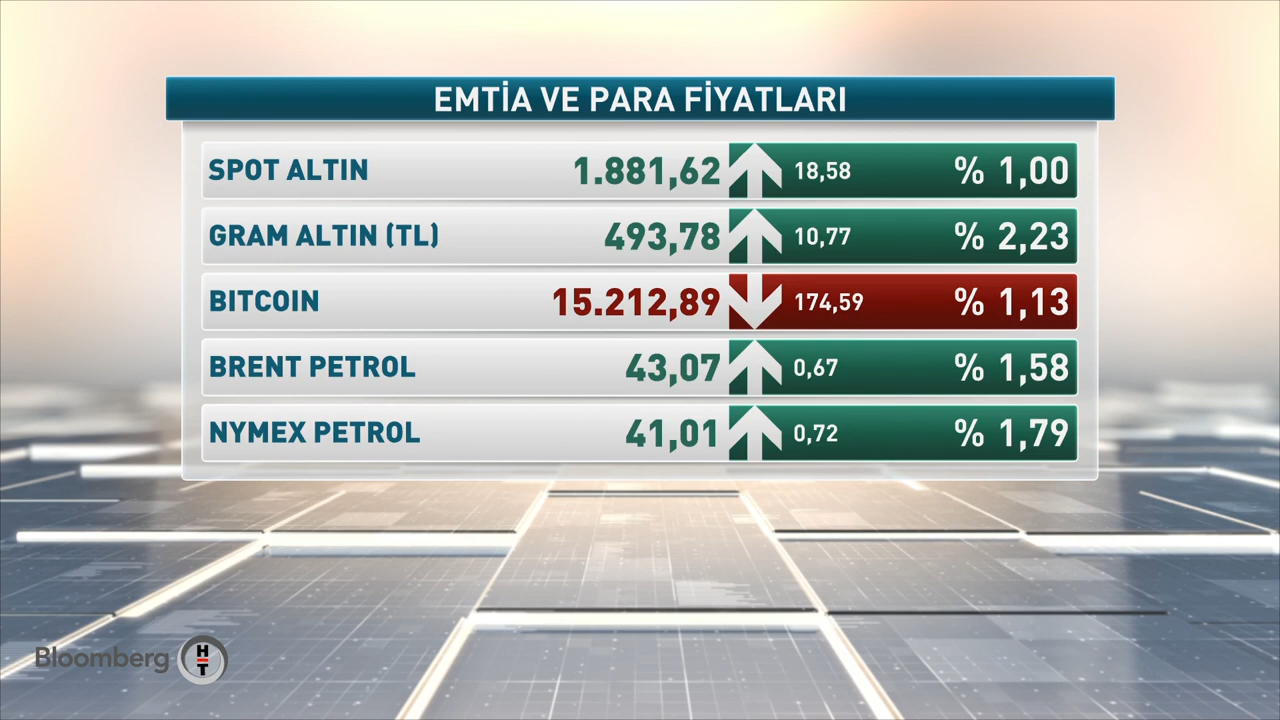 EMTİA VE PARA FİYATLARI
SPOT ALTIN 1.881,62 18,58 % 1,00
GRAM ALTIN (TL) 493,78 10,77 % 2,23
BITCOIN 15.212,89 174,59 % 1,13
BRENT PETROL 43,07 0,67 % 1,58
NYMEX PETROL 41,01 0,72 % 1,79
Bloomberg HT